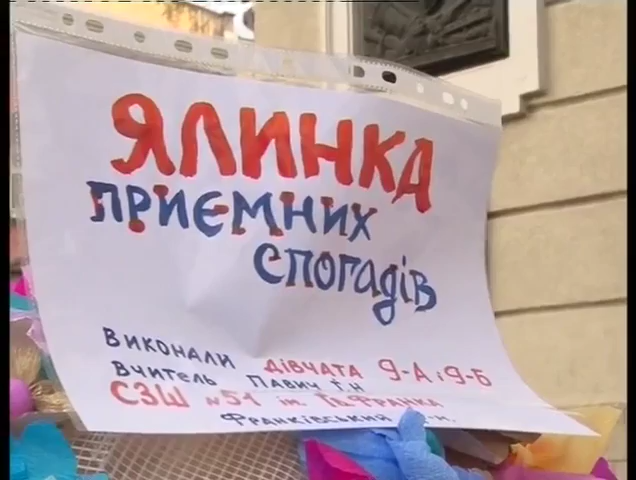 ЯЛИНКА
ПРИЄМНИХ
СПОГАДІВ
ВИКОНАЛИ ДІВЧАТА 9-А і 9-Б
ВЧИТЕЛЬ ПАВИЧ Г.Н
СЗШ №51 ім. Ів. ФРАНКА
ФРАНКІВСЬКИЙ р-н.